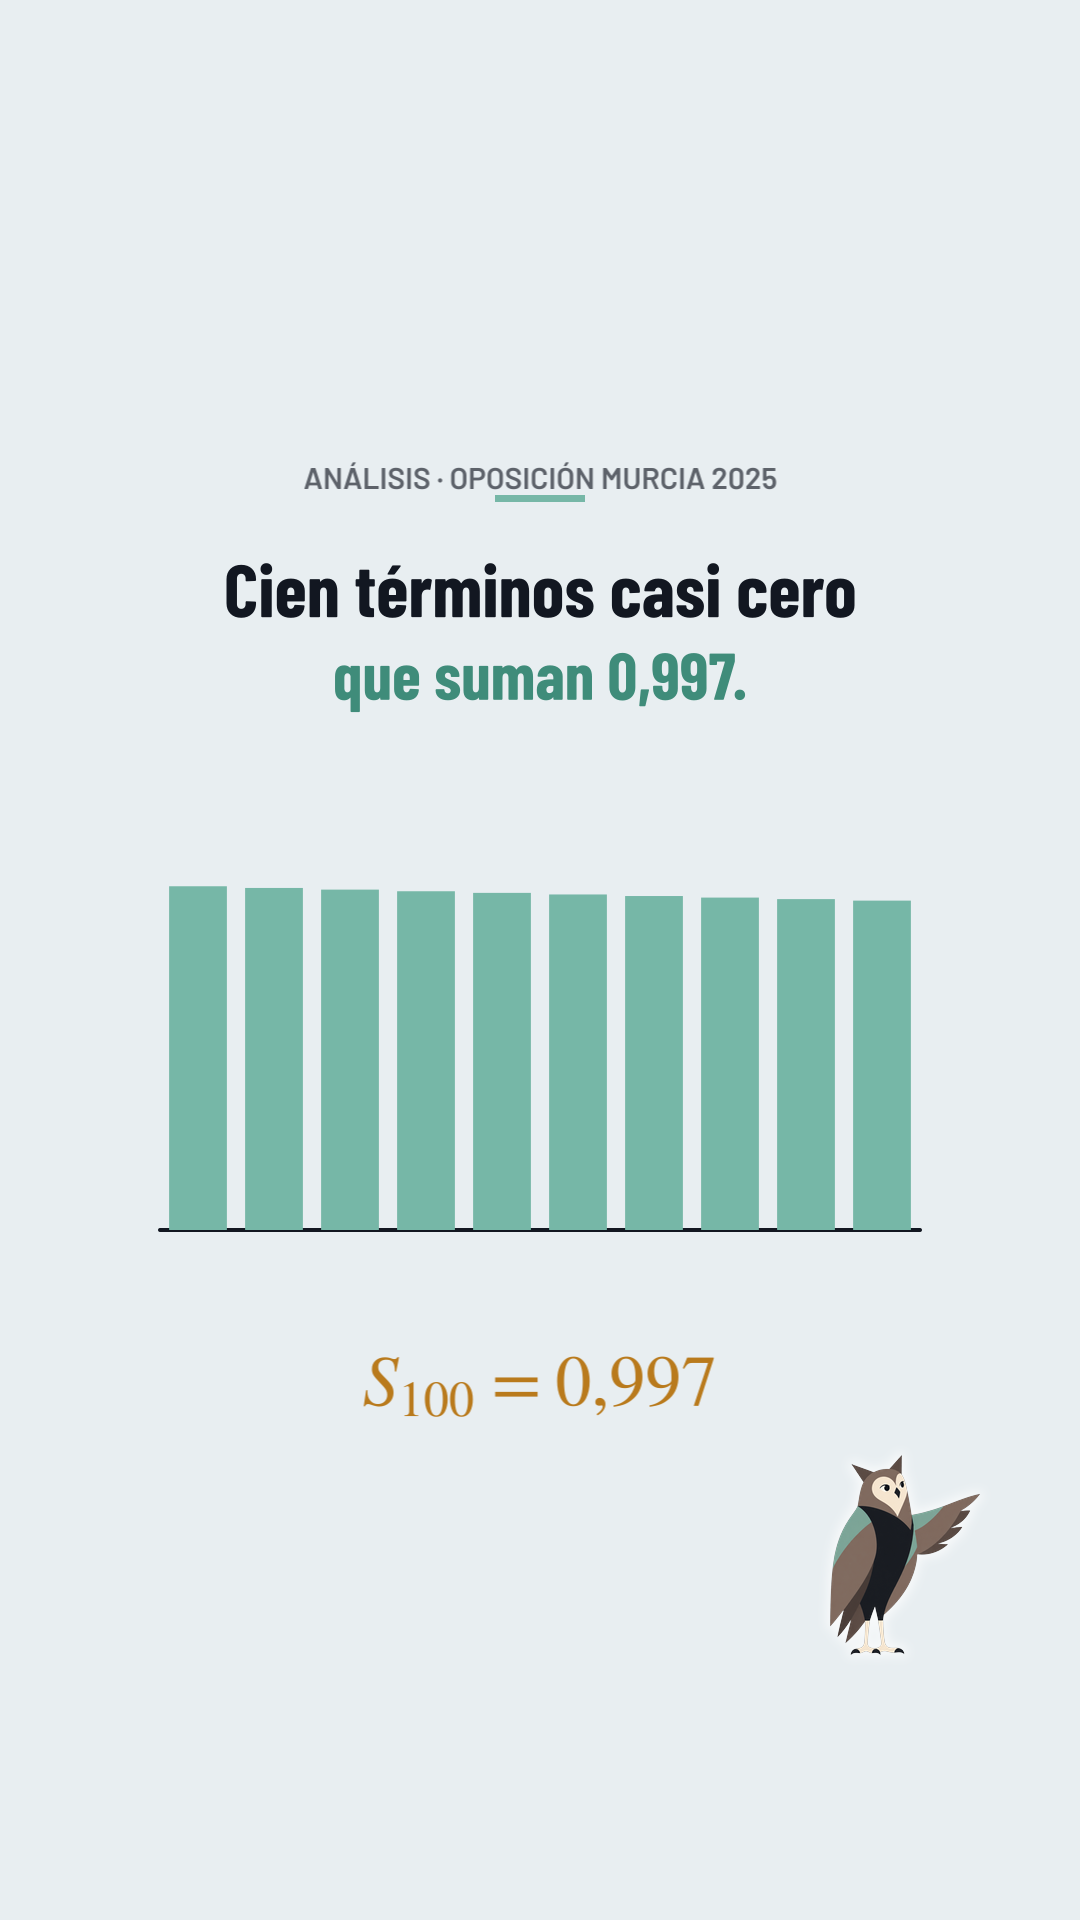 ANÁLISIS · OPOSICIÓN MURCIA 2025
Cien términos casi cero
que suman 0,997.
S₁₀₀ = 0,997